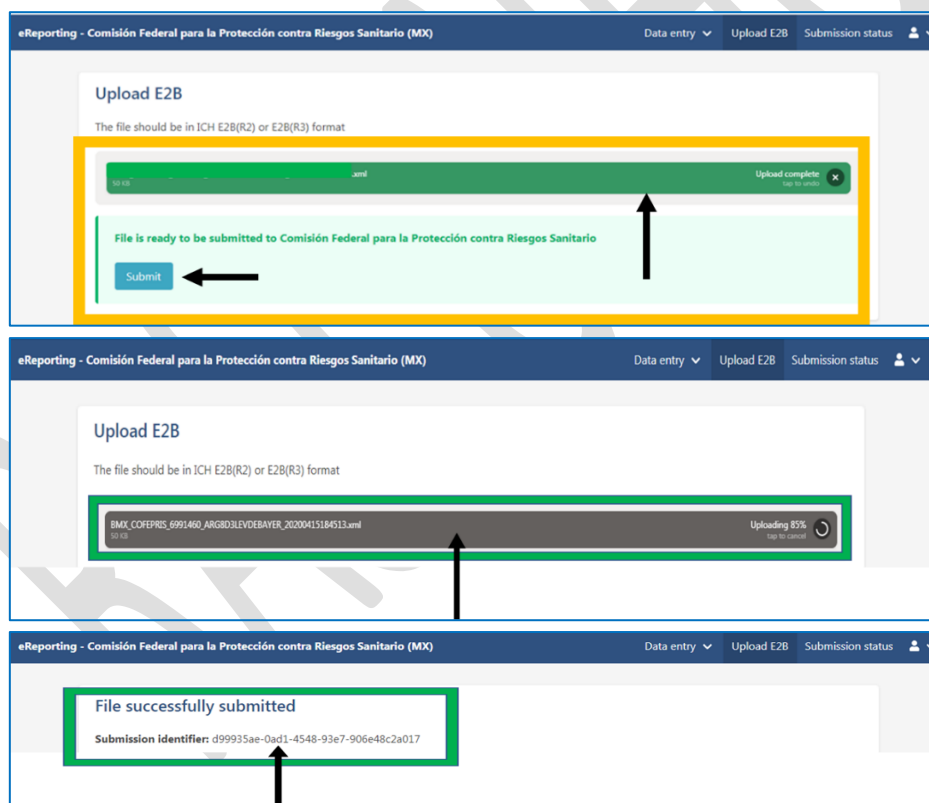 eReporting - Comisión Federal para la Protección contra Riesgos Sanitario (MX) Data entry Upload E2B Submission status
Upload E2B
The file should be in ICH E2B(R2) or E2B(R3) format
.xml Upload complete
50 KB tap to undo
File is ready to be submitted to Comisión Federal para la Protección contra Riesgos Sanitario
Submit
eReporting - Comisión Federal para la Protección contra Riesgos Sanitario (MX) Data entry Upload E2B Submission status
Upload E2B
The file should be in ICH E2B(R2) or E2B(R3) format
BMX_COFEPRIS_6991460_ARG8D3LEVDEBAYER_20200415184513.xml Uploading 85%
50 KB tap to cancel
eReporting - Comisión Federal para la Protección contra Riesgos Sanitario (MX) Data entry Upload E2B Submission status
File successfully submitted
Submission identifier: d99935ae-0ad1-4548-93e7-906e48c2a017